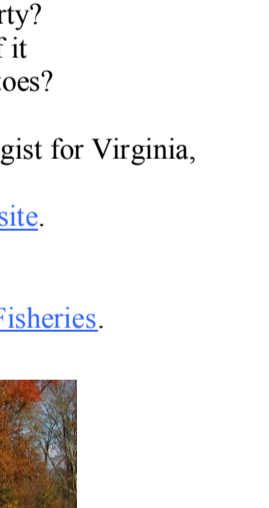 rty?
f it
toes?
gist for Virginia,
site.
Fisheries.